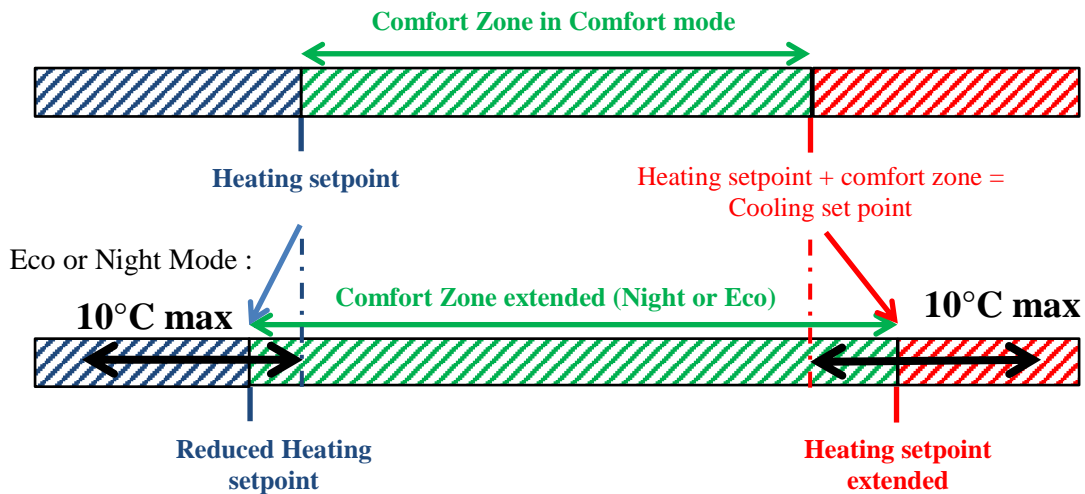 Comfort Zone in Comfort mode
Heating setpoint
Heating setpoint + comfort zone =
Cooling set point
Eco or Night Mode :
Comfort Zone extended (Night or Eco)
10°C max
10°C max
Reduced Heating
setpoint
Heating setpoint
extended